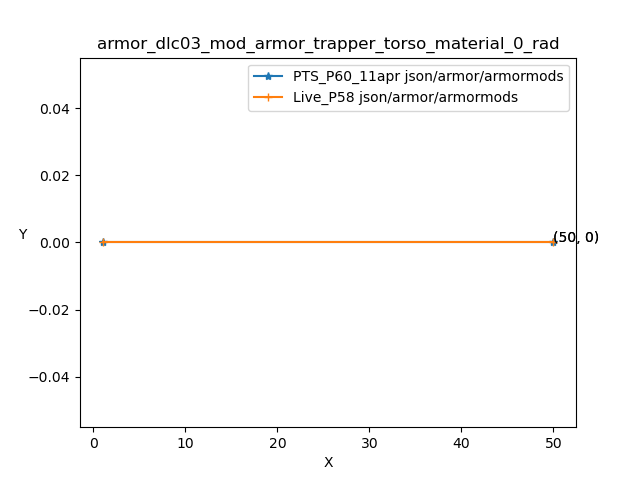 armor_dlc03_mod_armor_trapper_torso_material_0_rad
PTS_P60_11apr json/armor/armormods
Live_P58 json/armor/armormods
0.04
0.02
0.00
−0.02
−0.04
Y
(50, 0)
0 10 20 30 40 50
X